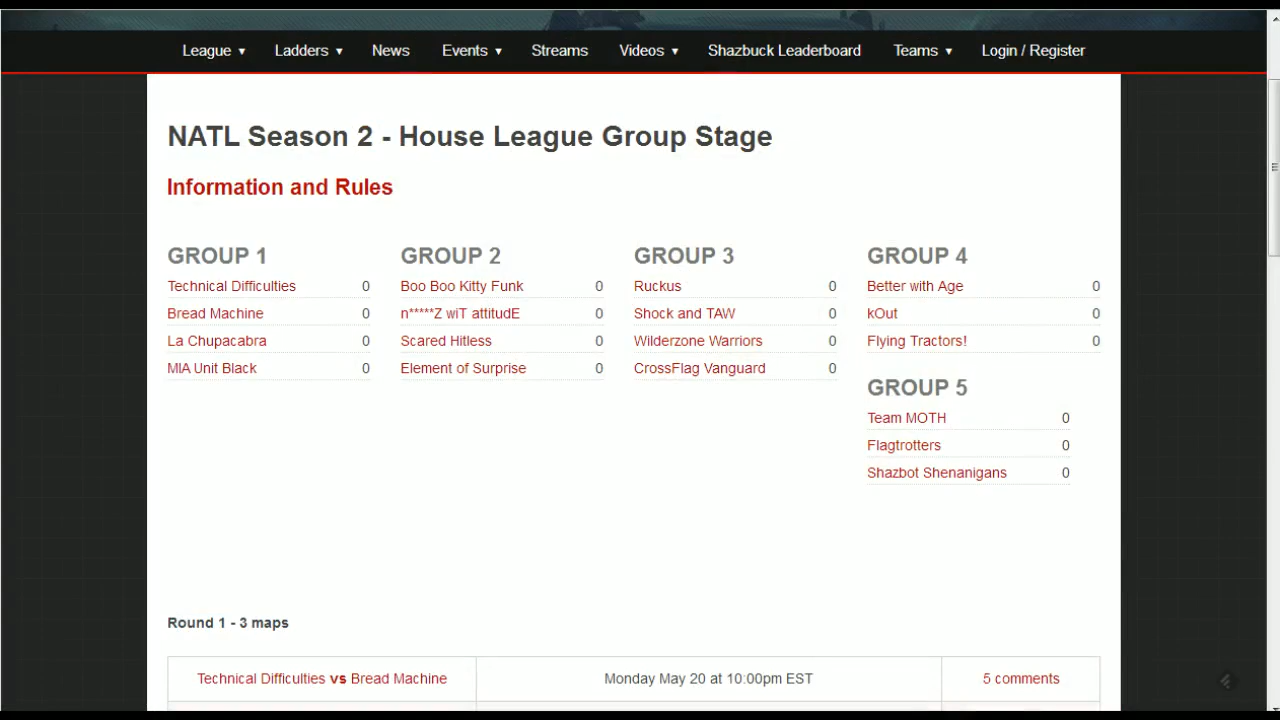 League ▾ Ladders ▾ News Events ▾ Streams Videos ▾ Shazbuck Leaderboard Teams ▾ Login / Register
NATL Season 2 - House League Group Stage
Information and Rules
GROUP 1
Technical Difficulties 0
Bread Machine 0
La Chupacabra 0
MIA Unit Black 0
GROUP 2
Boo Boo Kitty Funk 0
n*****Z wiT attitudE 0
Scared Hitless 0
Element of Surprise 0
GROUP 3
Ruckus 0
Shock and TAW 0
Wilderzone Warriors 0
CrossFlag Vanguard 0
GROUP 4
Better with Age 0
kOut 0
Flying Tractors! 0
GROUP 5
Team MOTH 0
Flagtrotters 0
Shazbot Shenanigans 0
Round 1 - 3 maps
Technical Difficulties vs Bread Machine Monday May 20 at 10:00pm EST 5 comments